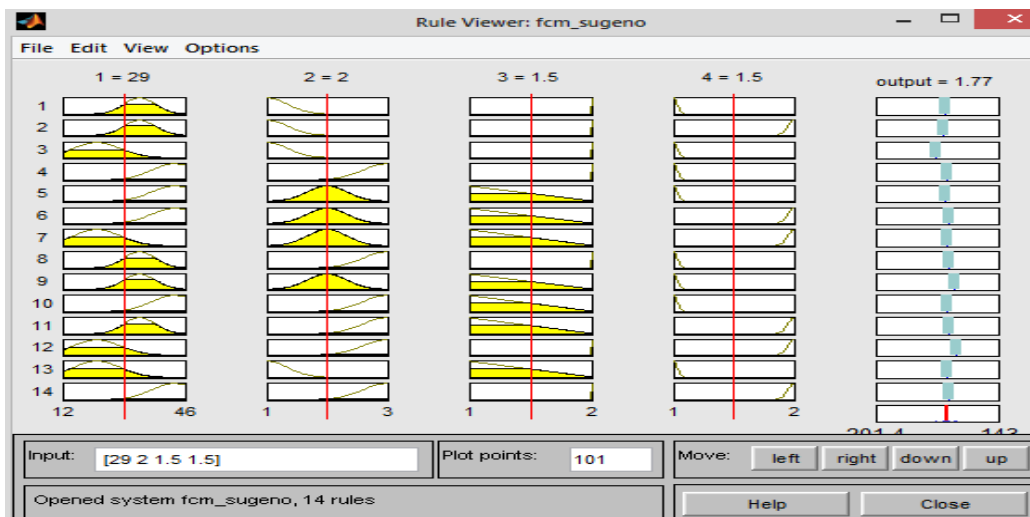 Rule Viewer: fcm_sugeno
File Edit View Options
1 = 29 2 = 2 3 = 1.5 4 = 1.5 output = 1.77
1
2
3
4
5
6
7
8
9
10
11
12
13
14
12 46 1 3 1 2 1 2
Input: [29 2 1.5 1.5] Plot points: 101 Move: left right down up
Opened system fcm_sugeno, 14 rules Help Close